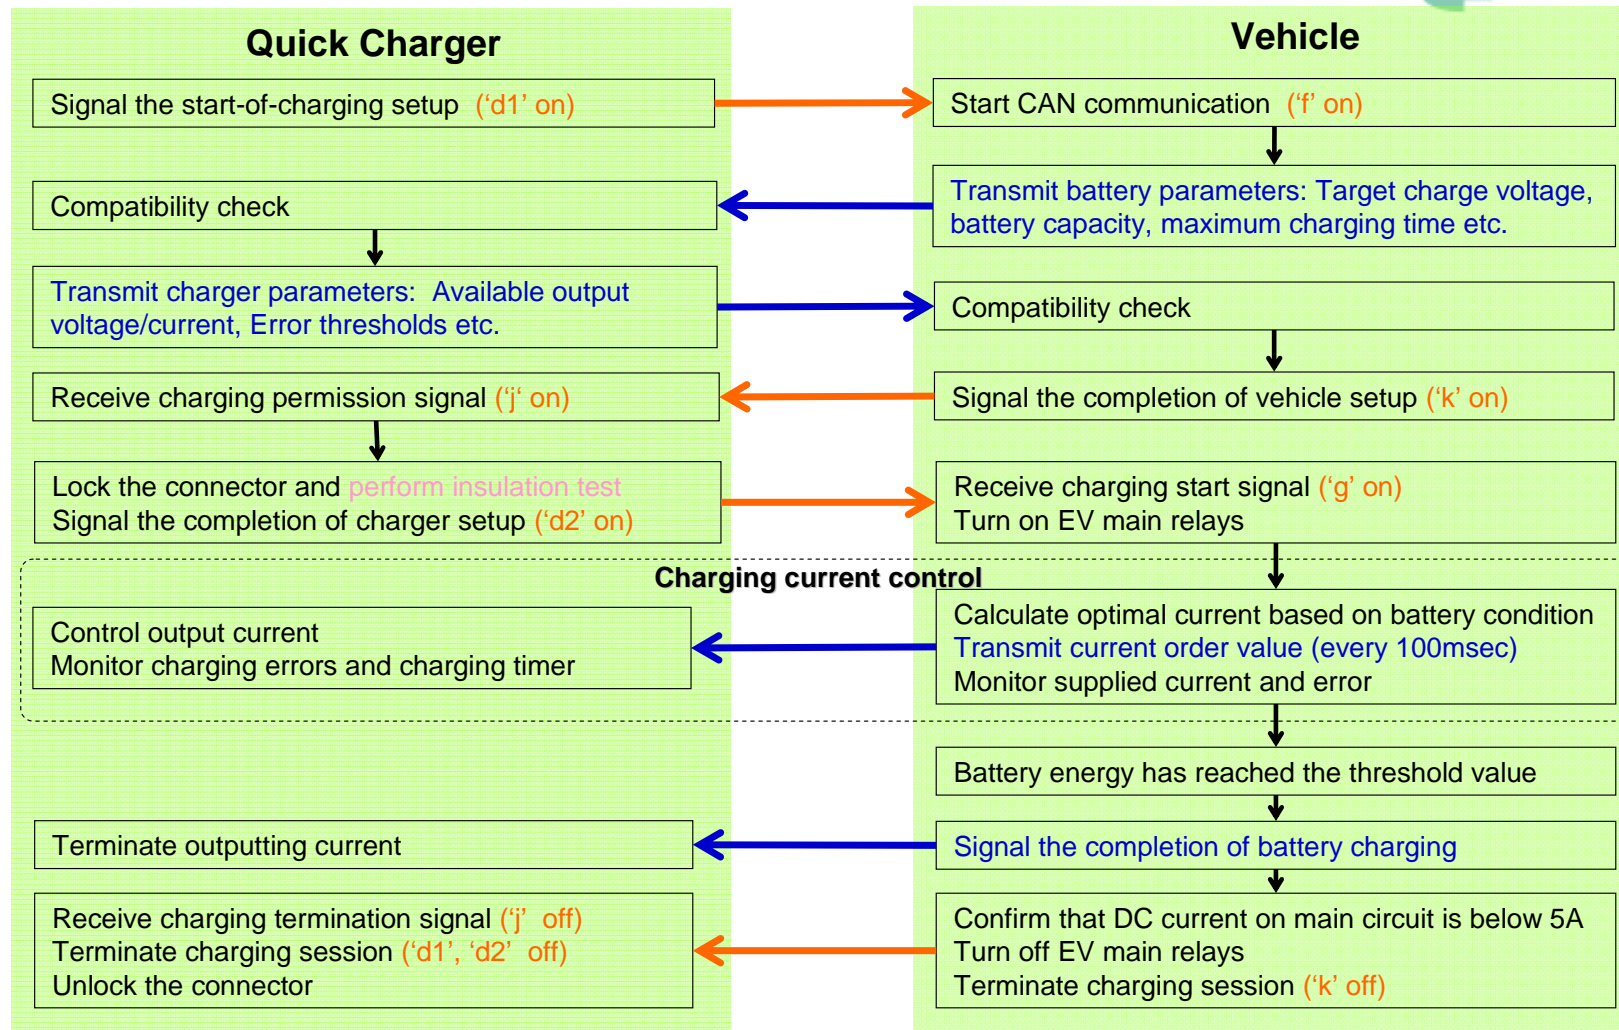 Quick Charger
Vehicle
Signal the start-of-charging setup (‘d1’ on)
Start CAN communication (‘f’ on)
Transmit battery parameters: Target charge voltage,
battery capacity, maximum charging time etc.
Compatibility check
Transmit charger parameters: Available output
voltage/current, Error thresholds etc.
Compatibility check
Signal the completion of vehicle setup (‘k’ on)
Receive charging permission signal (‘j‘ on)
Lock the connector and perform insulation test
Signal the completion of charger setup (‘d2’ on)
Receive charging start signal (‘g’ on)
Turn on EV main relays
Charging current control
Calculate optimal current based on battery condition
Transmit current order value (every 100msec)
Monitor supplied current and error
Control output current
Monitor charging errors and charging timer
Battery energy has reached the threshold value
Signal the completion of battery charging
Terminate outputting current
Confirm that DC current on main circuit is below 5A
Turn off EV main relays
Terminate charging session (‘k’ off)
Receive charging termination signal (‘j’ off)
Terminate charging session (‘d1’, ‘d2’ off)
Unlock the connector